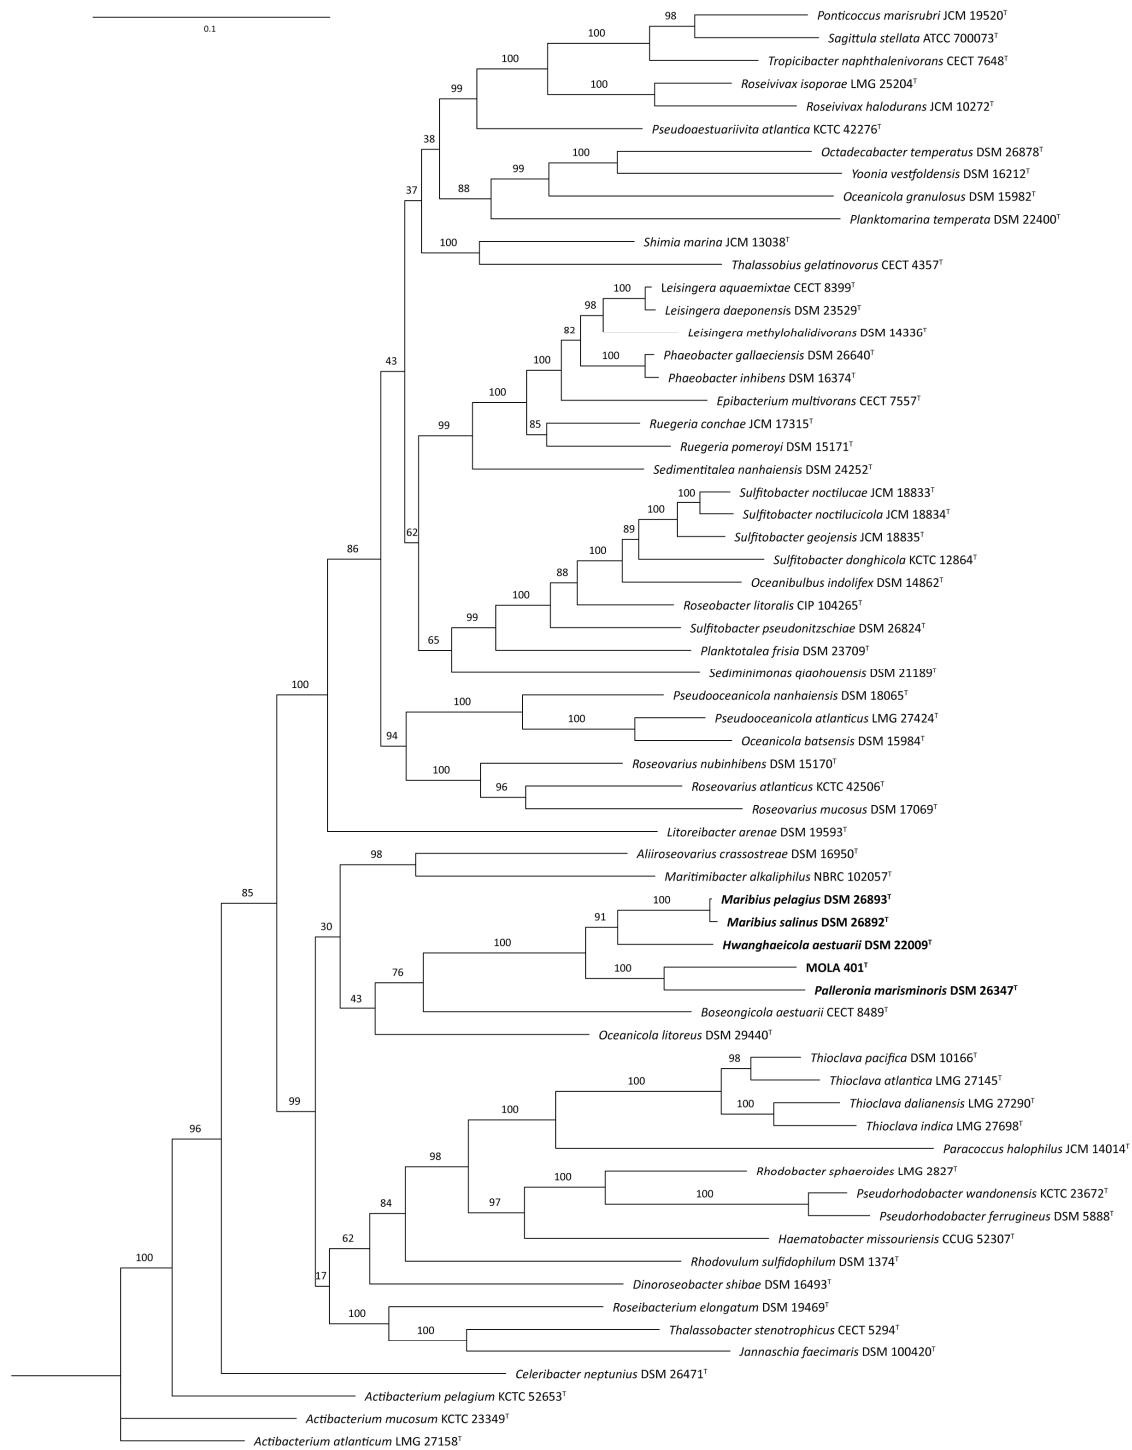 98
Ponticoccus marisrubri JCM 19520ᵀ
0.1
100
Sagittula stellata ATCC 700073ᵀ
100
Tropicibacter naphthalenivorans CECT 7648ᵀ
100
Roseivivax isoporae LMG 25204ᵀ
99
Roseivivax halodurans JCM 10272ᵀ
Pseudoaestuariivita atlantica KCTC 42276ᵀ
38
100
Octadecabacter temperatus DSM 26878ᵀ
99
Yoonia vestfoldensis DSM 16212ᵀ
37
88
Oceanicola granulosus DSM 15982ᵀ
Planktomarina temperata DSM 22400ᵀ
100
Shimia marina JCM 13038ᵀ
Thalassobius gelatinovorus CECT 4357ᵀ
100
Leisingera aquaemixtae CECT 8399ᵀ
98
Leisingera daeponensis DSM 23529ᵀ
82
Leisingera methylohalidivorans DSM 14336ᵀ
43
100
100
Phaeobacter gallaeciensis DSM 26640ᵀ
Phaeobacter inhibens DSM 16374ᵀ
100
Epibacterium multivorans CECT 7557ᵀ
99
85
Ruegeria conchae JCM 17315ᵀ
Ruegeria pomeroyi DSM 15171ᵀ
Sedimentitalea nanhaiensis DSM 24252ᵀ
100
Sulfitobacter noctilucae JCM 18833ᵀ
100
Sulfitobacter noctilucicola JCM 18834ᵀ
62
89
Sulfitobacter geojensis JCM 18835ᵀ
86
100
Sulfitobacter donghicola KCTC 12864ᵀ
88
Oceanibulbus indolifex DSM 14862ᵀ
100
Roseobacter litoralis CIP 104265ᵀ
99
Sulfitobacter pseudonitzschiae DSM 26824ᵀ
65
Planktotalea frisia DSM 23709ᵀ
Sediminimonas qiaohouensis DSM 21189ᵀ
100
100
Pseudooceanicola nanhaiensis DSM 18065ᵀ
100
Pseudooceanicola atlanticus LMG 27424ᵀ
94
Oceanicola batsensis DSM 15984ᵀ
100
Roseovarius nubinhibens DSM 15170ᵀ
96
Roseovarius atlanticus KCTC 42506ᵀ
Roseovarius mucosus DSM 17069ᵀ
Litoreibacter arenae DSM 19593ᵀ
98
Aliiroseovarius crassostreae DSM 16950ᵀ
Maritimibacter alkaliphilus NBRC 102057ᵀ
85
100
Maribius pelagius DSM 26893ᵀ
30
91
Maribius salinus DSM 26892ᵀ
100
Hwanghaeicola aestuarii DSM 22009ᵀ
76
100
MOLA 401ᵀ
43
Palleronia marisminoris DSM 26347ᵀ
Boseongicola aestuarii CECT 8489ᵀ
Oceanicola litoreus DSM 29440ᵀ
98
Thioclava pacifica DSM 10166ᵀ
100
Thioclava atlantica LMG 27145ᵀ
99
100
100
Thioclava dalianensis LMG 27290ᵀ
Thioclava indica LMG 27698ᵀ
96
98
Paracoccus halophilus JCM 14014ᵀ
100
Rhodobacter sphaeroides LMG 2827ᵀ
84
97
100
Pseudorhodobacter wandonensis KCTC 23672ᵀ
Pseudorhodobacter ferrugineus DSM 5888ᵀ
62
Haematobacter missouriensis CCUG 52307ᵀ
100
17
Rhodovulum sulfidophilum DSM 1374ᵀ
Dinoroseobacter shibae DSM 16493ᵀ
100
Roseibacterium elongatum DSM 19469ᵀ
100
Thalassobacter stenotrophicus CECT 5294ᵀ
Jannaschia faecimaris DSM 100420ᵀ
Celeribacter neptunius DSM 26471ᵀ
Actibacterium pelagium KCTC 52653ᵀ
Actibacterium mucosum KCTC 23349ᵀ
Actibacterium atlanticum LMG 27158ᵀ